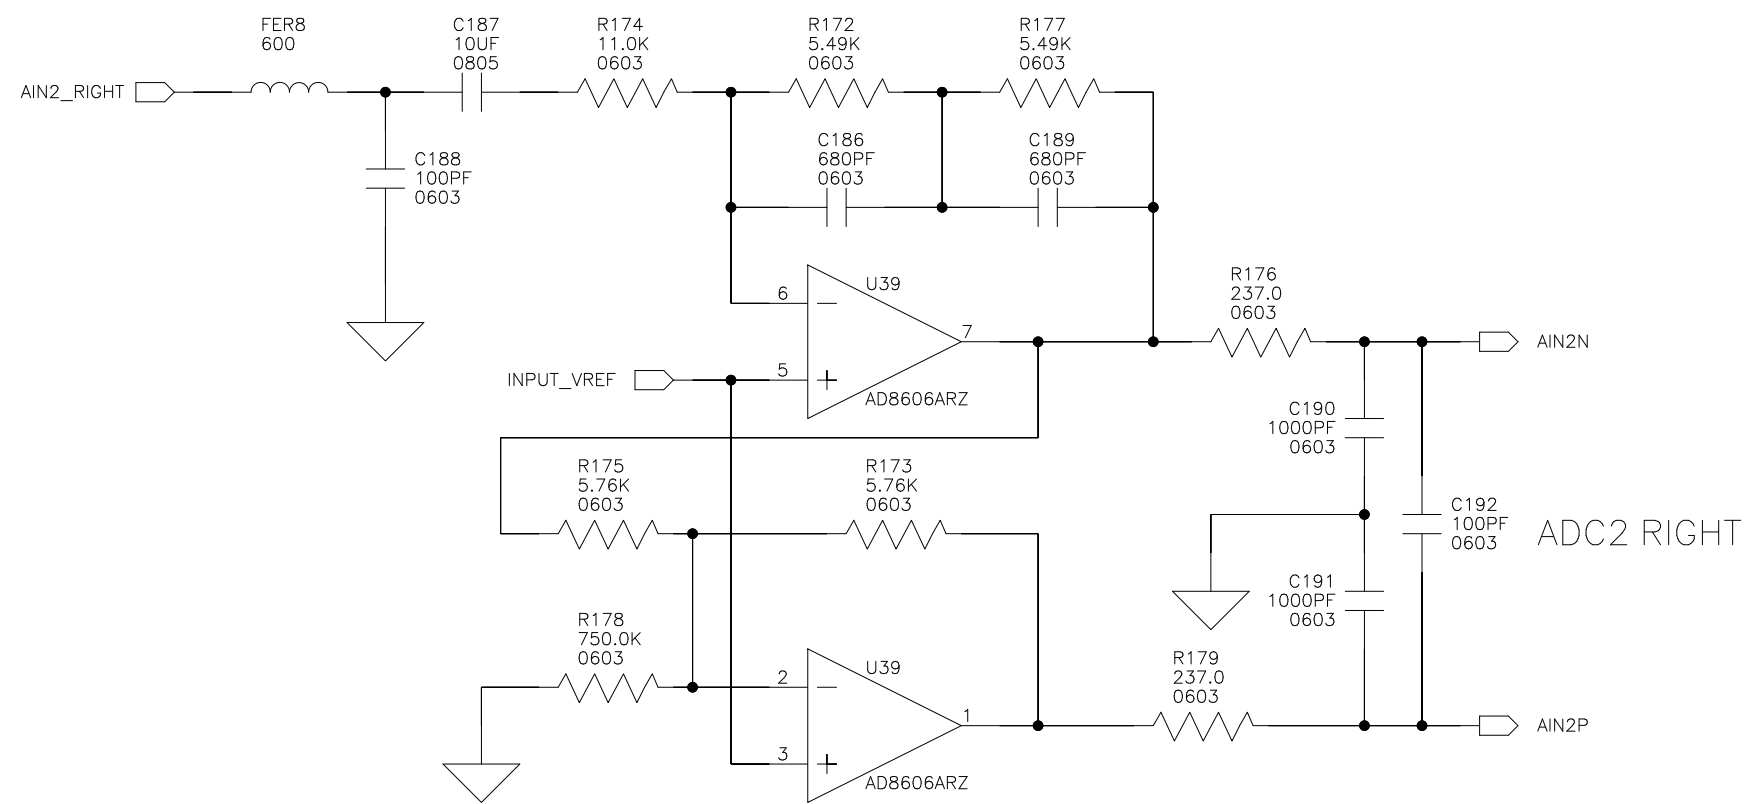 FER8
600
C187
10UF
0805
R174
11.0K
0603
R172
5.49K
0603
R177
5.49K
0603
AIN2_RIGHT
C188
100PF
0603
C186
680PF
0603
C189
680PF
0603
U39
6
7
5
AD8606ARZ
INPUT_VREF
R176
237.0
0603
AIN2N
C190
1000PF
0603
R175
5.76K
0603
R173
5.76K
0603
C192
100PF
0603
ADC2 RIGHT
C191
1000PF
0603
R178
750.0K
0603
U39
2
1
3
AD8606ARZ
R179
237.0
0603
AIN2P